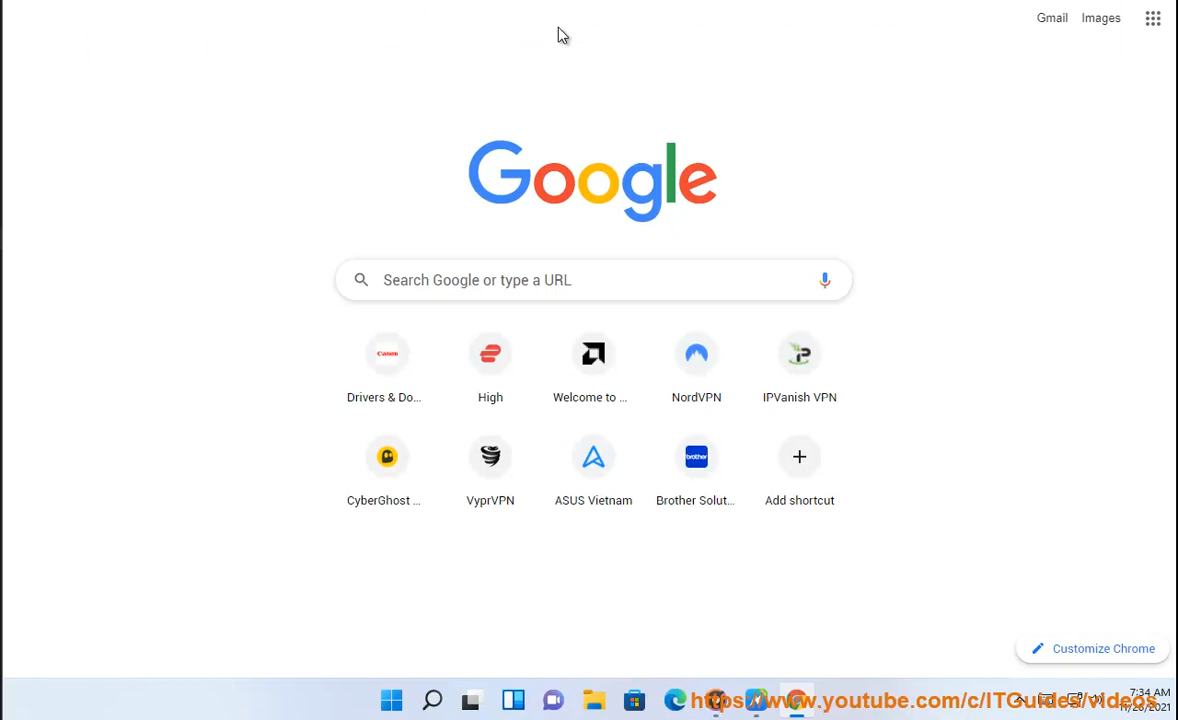 Gmail Images
Google
Search Google or type a URL
Canon
Drivers & Do... High Welcome to ... NordVPN IPVanish VPN
brother
CyberGhost ... VyprVPN ASUS Vietnam Brother Solut... Add shortcut
Customize Chrome
7:34 AM
https://www.youtube.com/c/ITGuides/videos